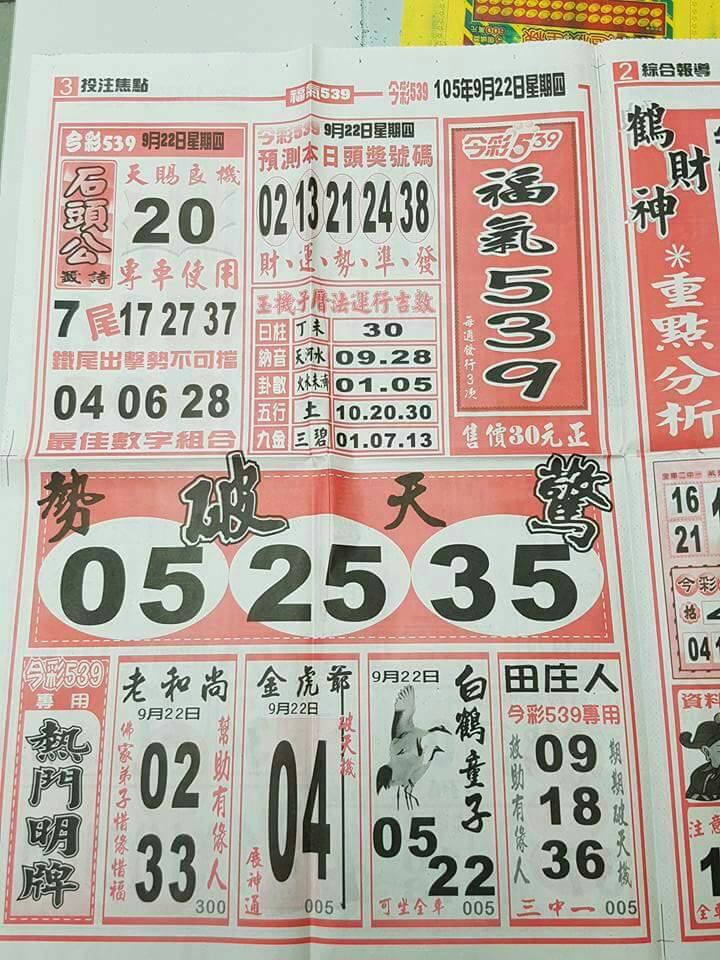 3 投注焦點
福氣539
今彩539 105年9月22日星期四
2 綜合報導
今彩539 9月22日星期四
石頭公
籤詩
天賜良機
20
專車使用
7尾 17 27 37
鐵尾出擊勢不可擋
04 06 28
最佳數字組合
今彩539 9月22日星期四
預測本日頭獎號碼
02 13 21 24 38
財、運、勢、準、發
玉機子曆法運行吉數
日柱 丁未 30
納音 天河水 09.28
卦數 火水未濟 01.05
五行 土 10.20.30
九宮 三碧 01.07.13
今彩539
福氣539
每週發行3次
售價30元正
鶴財神
*重點分析
16
21
今彩
04
勢破天驚
05 25 35
今彩539
專用
熱門明牌
老和尚
9月22日
佛家弟子惜緣惜福
02
33
幫助有緣人
300
金虎爺
9月22日
破天機
04
展神通
005
9月22日
白鶴童子
05
22
可坐全車 005
田庄人
今彩539專用
救助有緣人
09
18
36
期期破天機
三中一 005
資料
注意